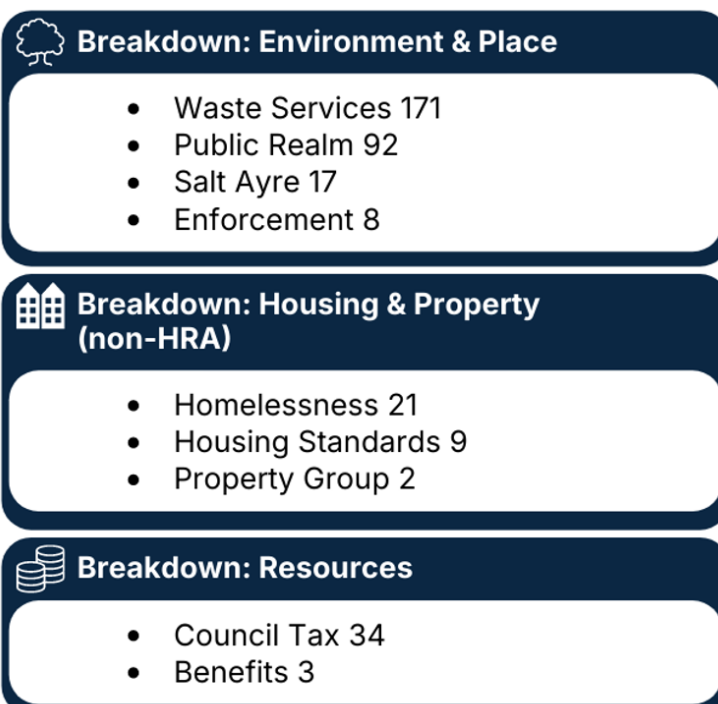 Breakdown: Environment & Place
• Waste Services 171
• Public Realm 92
• Salt Ayre 17
• Enforcement 8
Breakdown: Housing & Property
(non-HRA)
• Homelessness 21
• Housing Standards 9
• Property Group 2
Breakdown: Resources
• Council Tax 34
• Benefits 3